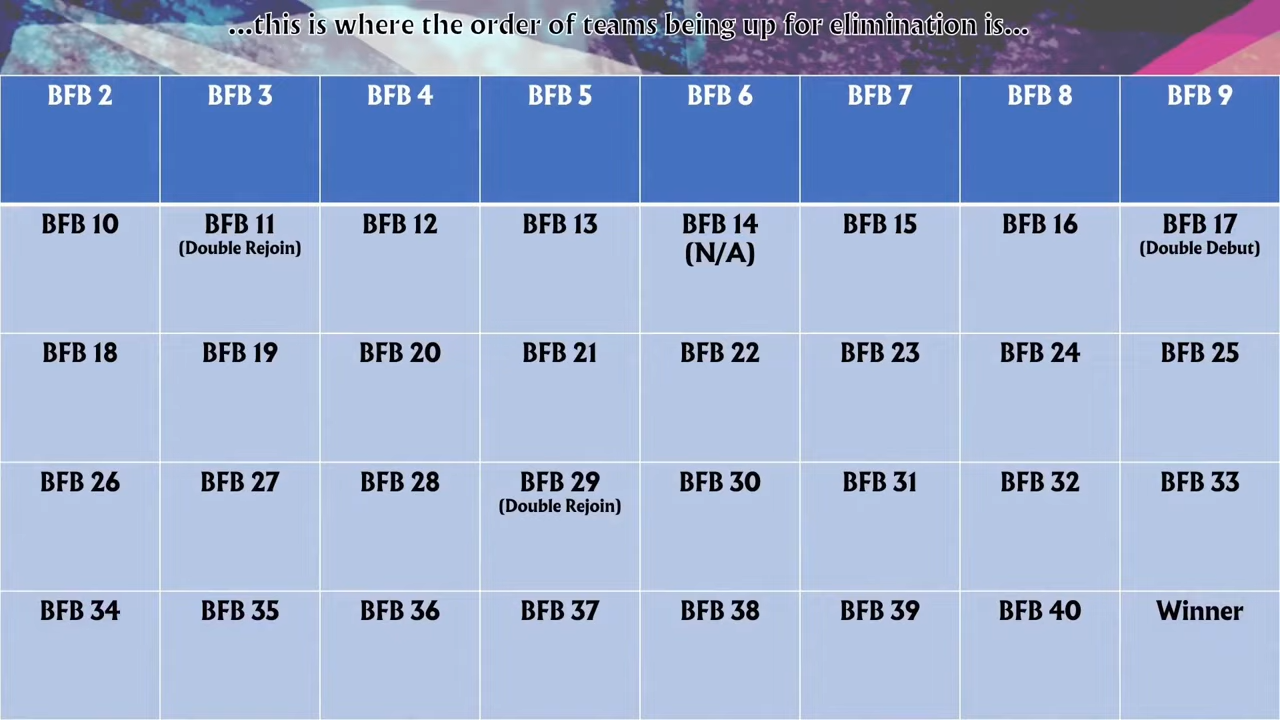 ...this is where the order of teams being up for elimination is...
BFB 2
BFB 3
BFB 4
BFB 5
BFB 6
BFB 7
BFB 8
BFB 9
BFB 10
BFB 11
(Double Rejoin)
BFB 12
BFB 13
BFB 14
(N/A)
BFB 15
BFB 16
BFB 17
(Double Debut)
BFB 18
BFB 19
BFB 20
BFB 21
BFB 22
BFB 23
BFB 24
BFB 25
BFB 26
BFB 27
BFB 28
BFB 29
(Double Rejoin)
BFB 30
BFB 31
BFB 32
BFB 33
BFB 34
BFB 35
BFB 36
BFB 37
BFB 38
BFB 39
BFB 40
Winner